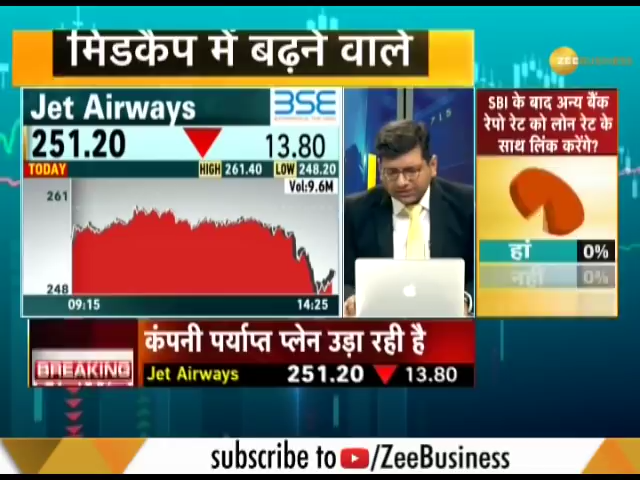 मिडकैप में बढ़ने वाले
ZEE BUSINESS
Jet Airways
BSE
251.20 13.80
TODAY HIGH 261.40 LOW 248.20
Vol:9.6M
261
248
09:15 14:25
SBI के बाद अन्य बैंक
रेपो रेट को लोन रेट के
साथ लिंक करेंगे?
हां 0%
नहीं 0%
BREAKING
कंपनी पर्याप्त प्लेन उड़ा रही है
Jet Airways 251.20 13.80
subscribe to /ZeeBusiness